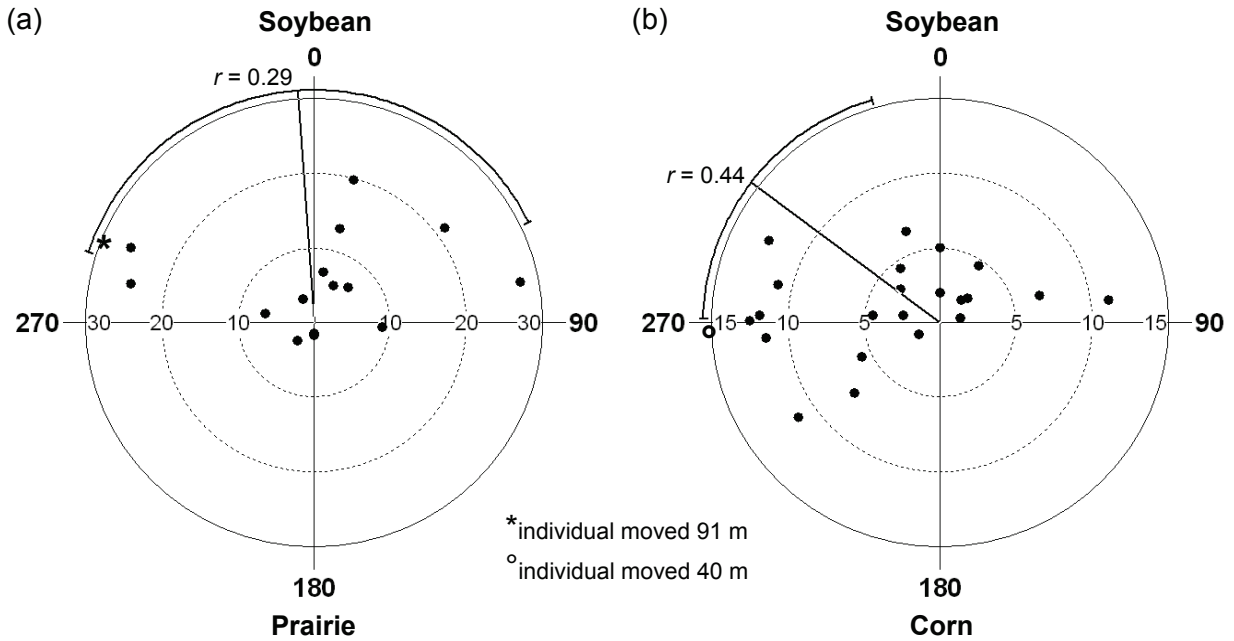 (a)
Soybean
0
r = 0.29
270
30 20 10 10 20 30
90
180
Prairie
(b)
Soybean
0
r = 0.44
270
15 10 5 5 10 15
90
180
Corn
*individual moved 91 m
°individual moved 40 m